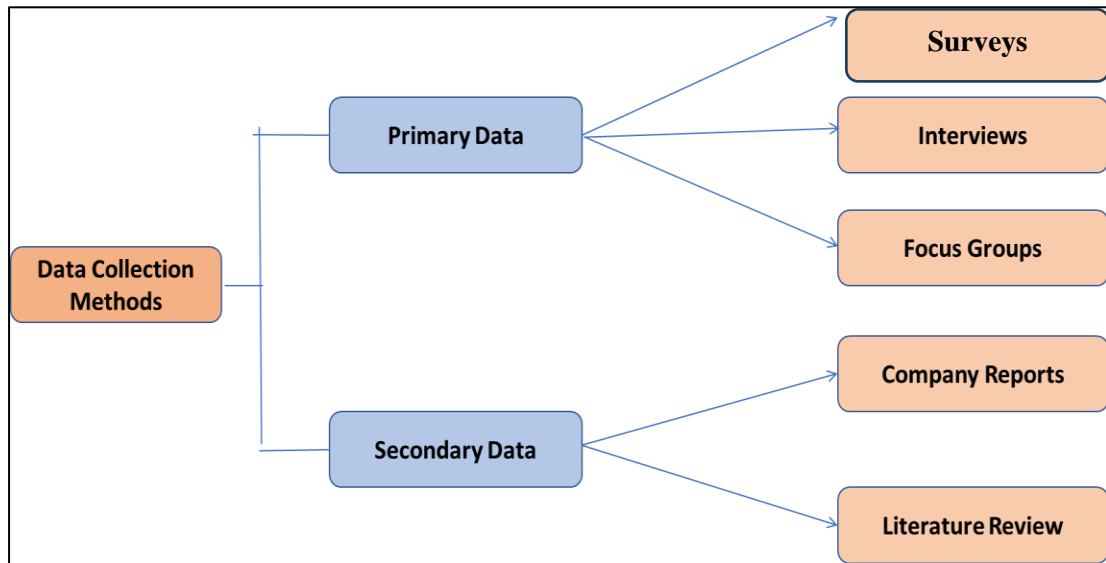 Surveys
Primary Data
Interviews
Focus Groups
Data Collection
Methods
Company Reports
Secondary Data
Literature Review